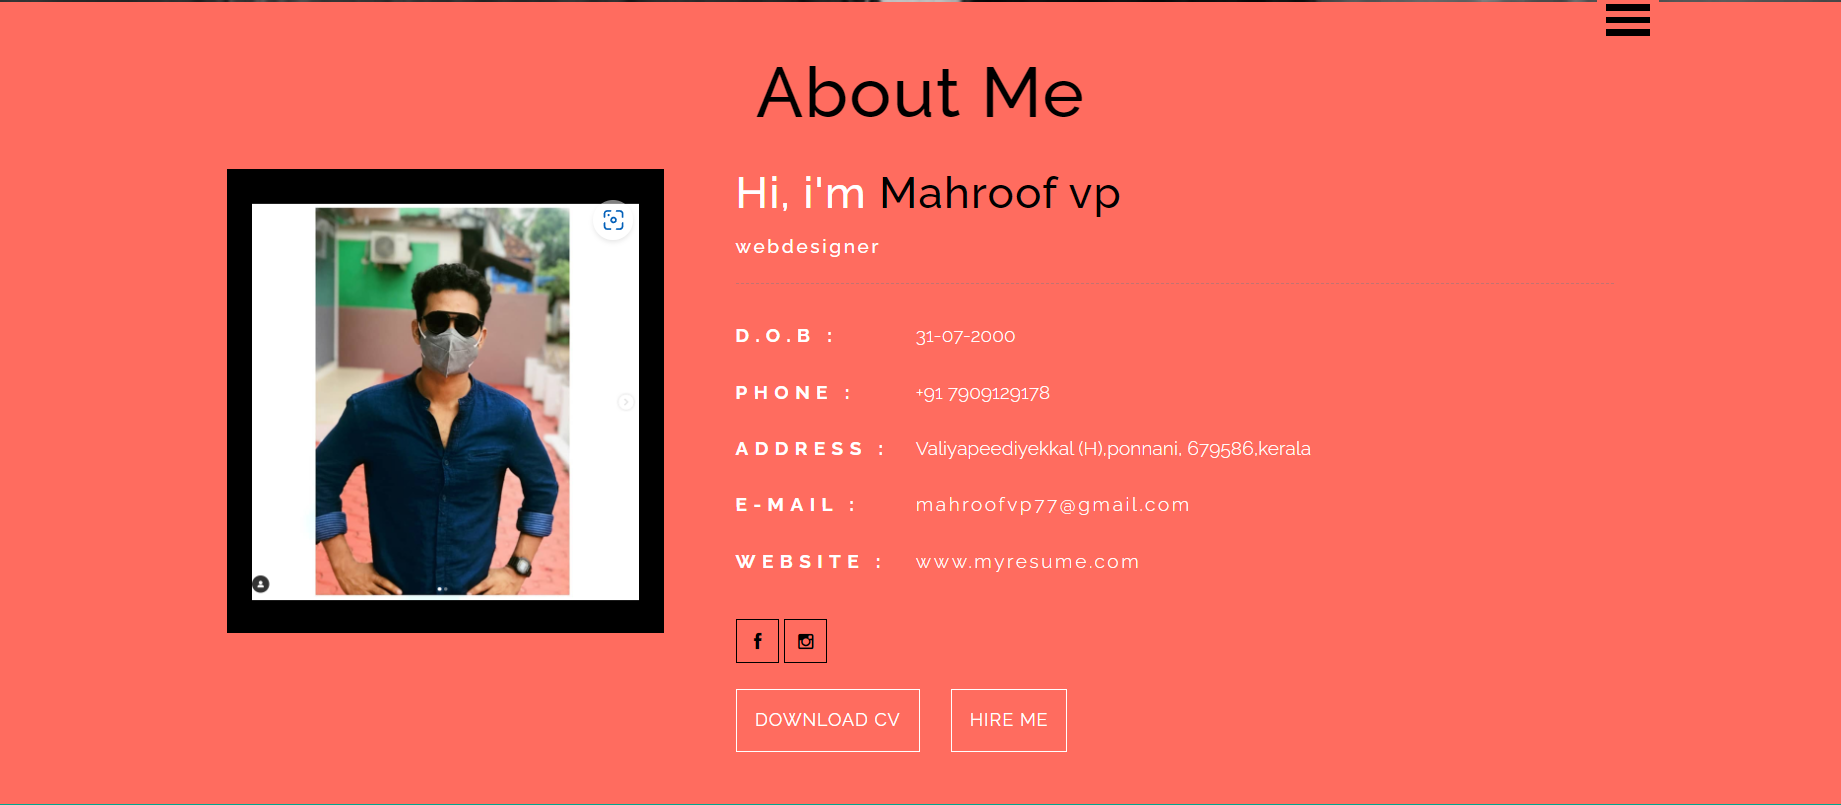 About Me
Hi, i'm Mahroof vp
webdesigner
D.O.B : 31-07-2000
PHONE : +91 7909129178
ADDRESS : Valiyapeediyekkal (H),ponnani, 679586,kerala
E-MAIL : mahroofvp77@gmail.com
WEBSITE : www.myresume.com
DOWNLOAD CV HIRE ME